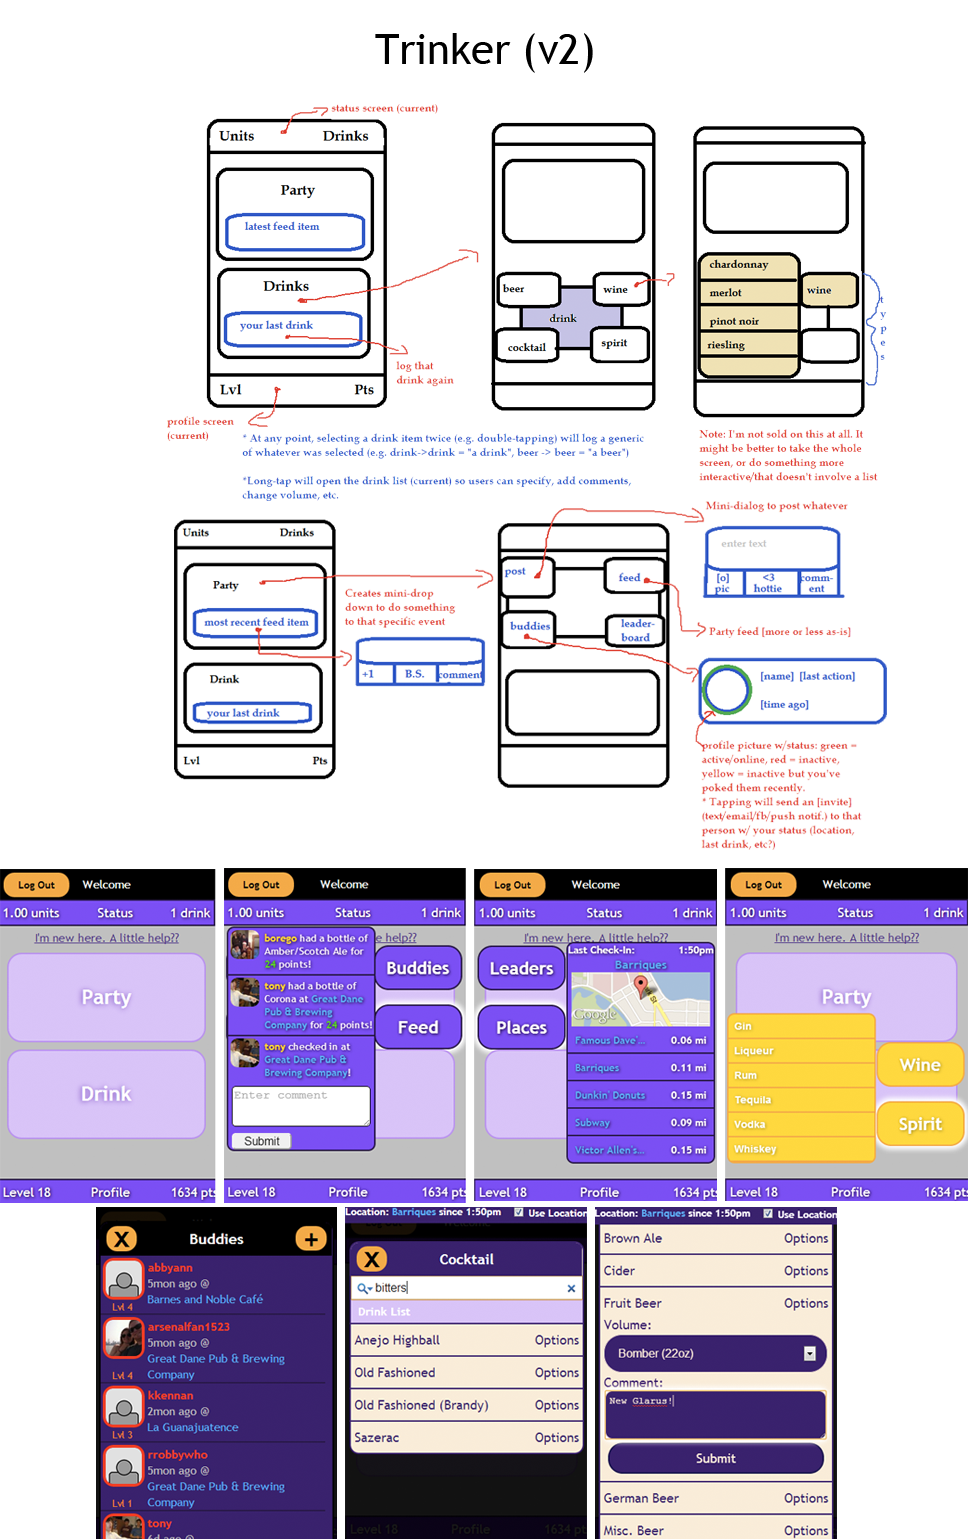 Trinker (v2)
status screen (current)
Units Drinks
Party
latest feed item
Drinks
your last drink
Lvl Pts
log that
drink again
profile screen
(current)
beer
wine
drink
cocktail
spirit
chardonnay
merlot
pinot noir
riesling
wine
types
* At any point, selecting a drink item twice (e.g. double-tapping) will log a generic
of whatever was selected (e.g. drink->drink = "a drink", beer -> beer = "a beer")
*Long-tap will open the drink list (current) so users can specify, add comments,
change volume, etc.
Note: I'm not sold on this at all. It
might be better to take the whole
screen, or do something more
interactive/that doesn't involve a list
Units Drinks
Party
most recent feed item
Drink
your last drink
Lvl Pts
Creates mini-drop
down to do something
to that specific event
+1 B.S. comment
post
feed
buddies
leader-
board
Mini-dialog to post whatever
enter text
[o]
pic
<3
hottie
comm-
ent
Party feed [more or less as-is]
[name] [last action]
[time ago]
profile picture w/status: green =
active/online, red = inactive,
yellow = inactive but you've
poked them recently.
* Tapping will send an [invite]
(text/email/fb/push notif.) to that
person w/ your status (location,
last drink, etc?)
Log Out Welcome
1.00 units Status 1 drink
I'm new here. A little help??
Party
Drink
Level 18 Profile 1634 pts
Log Out Welcome
1.00 units Status 1 drink
e help??
borego had a bottle of
Amber/Scotch Ale for
24 points!
tony had a bottle of
Corona at Great Dane
Pub & Brewing
Company for 24 points!
tony checked in at
Great Dane Pub &
Brewing Company!
Enter comment
Submit
Buddies
Feed
Level 18 Profile 1634 pts
Log Out Welcome
1.00 units Status 1 drink
I'm new here. A little help??
Leaders
Places
Last Check-In: 1:50pm
Barriques
Google
Famous Dave'... 0.06 mi
Barriques 0.11 mi
Dunkin' Donuts 0.15 mi
Subway 0.09 mi
Victor Allen's... 0.15 mi
Level 18 Profile 1634 pts
Log Out Welcome
1.00 units Status 1 drink
I'm new here. A little help??
Party
Gin
Liqueur
Rum
Tequila
Vodka
Whiskey
Wine
Spirit
Level 18 Profile 1634 pts
X Buddies +
abbyann
5mon ago @
Barnes and Noble Café
Lvl 4
arsenalfan1523
5mon ago @
Great Dane Pub & Brewing
Company
Lvl 4
kkennan
2mon ago @
La Guanajuatence
Lvl 3
rrobbywho
5mon ago @
Great Dane Pub & Brewing
Company
Lvl 1
tony
Location: Barriques since 1:50pm Use Location
X Cocktail
bitters
Drink List
Anejo Highball Options
Old Fashioned Options
Old Fashioned (Brandy) Options
Sazerac Options
Level 18 Profile 1634 pts
Location: Barriques since 1:50pm Use Location
Brown Ale Options
Cider Options
Fruit Beer Options
Volume:
Bomber (22oz)
Comment:
New Glarus!
Submit
German Beer Options
Misc. Beer Options